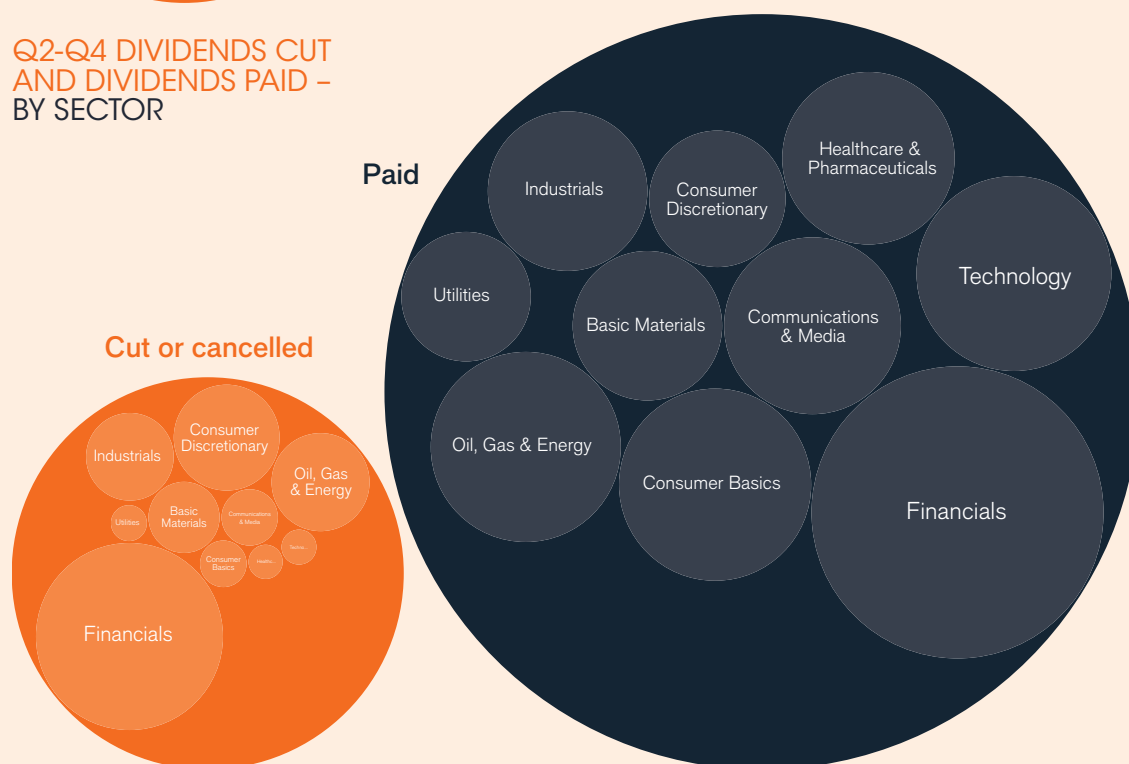 Q2-Q4 DIVIDENDS CUT
AND DIVIDENDS PAID –
BY SECTOR
Paid
Healthcare &
Pharmaceuticals
Industrials
Consumer
Discretionary
Technology
Utilities
Basic Materials
Communications
& Media
Oil, Gas & Energy
Consumer Basics
Financials
Cut or cancelled
Consumer
Discretionary
Industrials
Oil, Gas
& Energy
Basic
Materials
Communications
& Media
Utilities
Techno...
Consumer
Basics
Healthc...
Financials